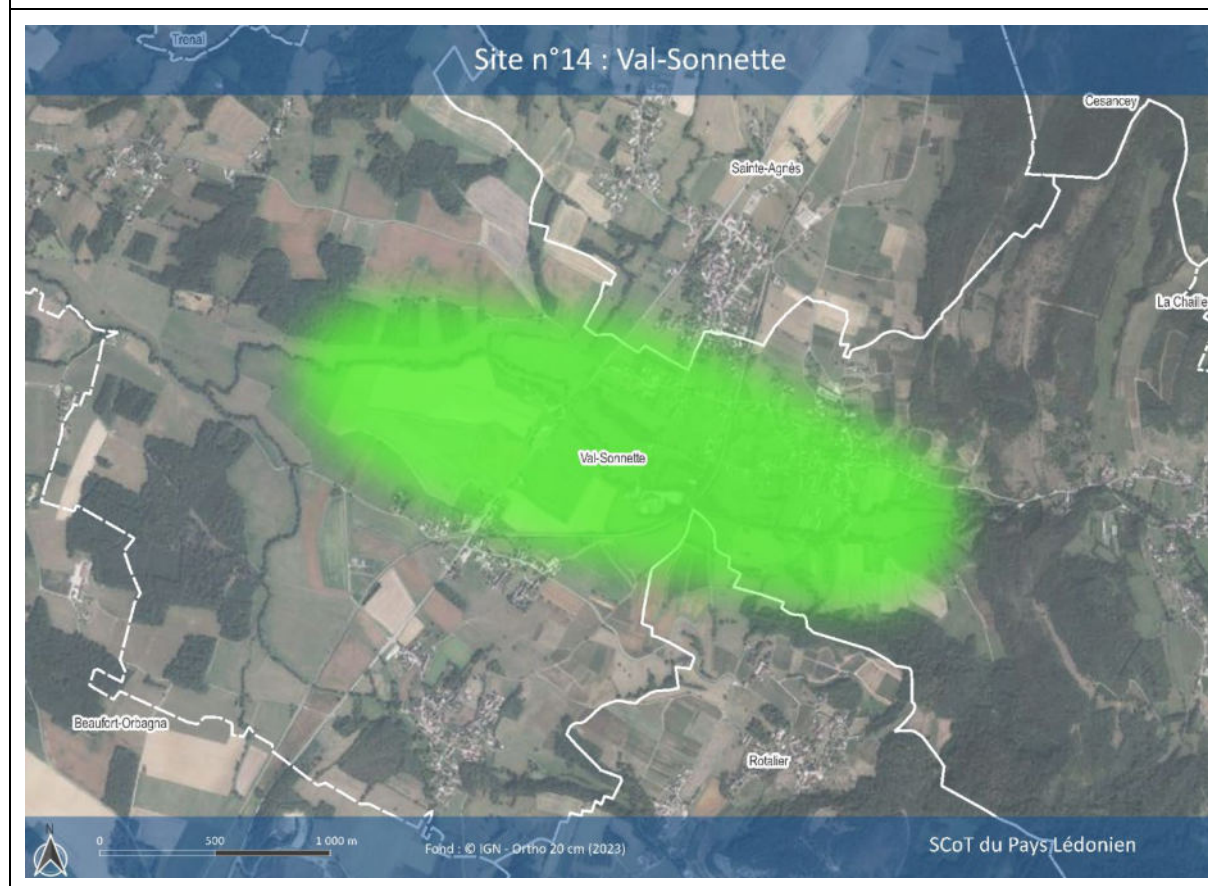 Trenal
Site n°14 : Val-Sonnette
Cesancey
Sainte-Agnès
La Chaille
Val-Sonnette
Beaufort-Orbagna
Rotalier
N
0 500 1 000 m
Fond : © IGN - Ortho 20 cm (2023)
SCoT du Pays Lédonien